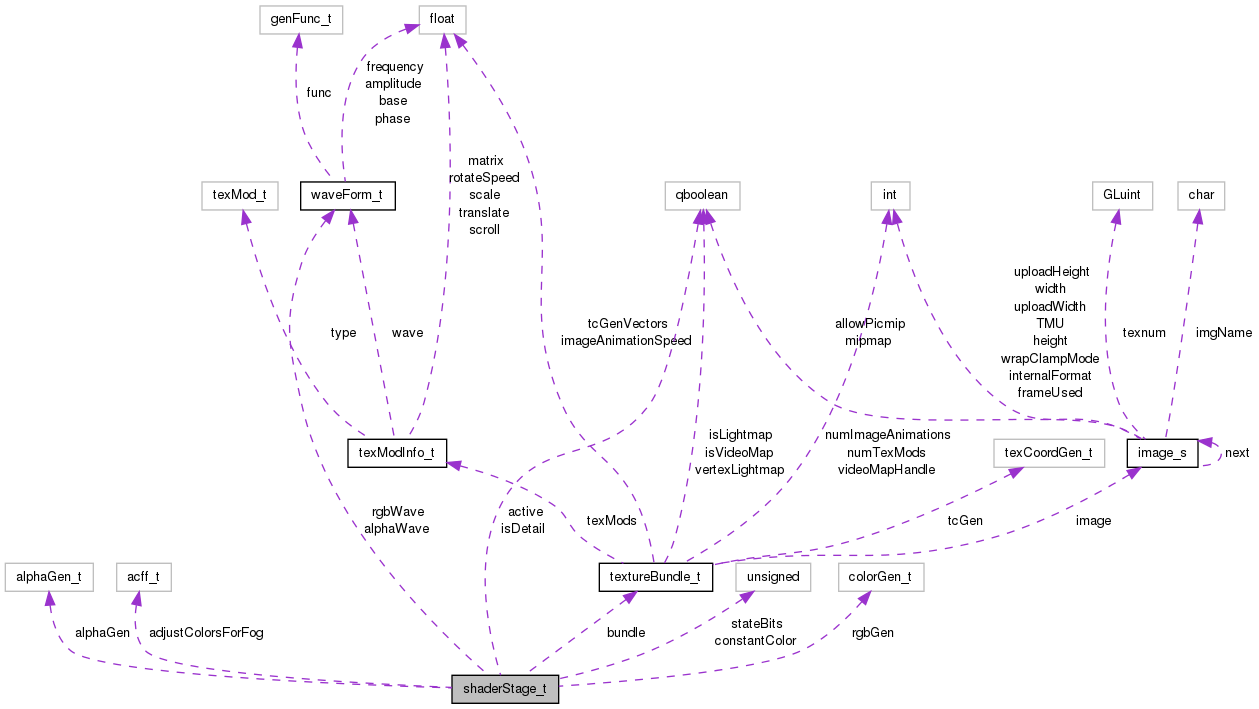 genFunc_t
float
frequency
amplitude
base
phase
func
matrix
rotateSpeed
scale
translate
scroll
texMod_t
waveForm_t
qboolean
int
GLuint
char
uploadHeight
width
uploadWidth
TMU
height
wrapClampMode
internalFormat
frameUsed
type
wave
tcGenVectors
imageAnimationSpeed
allowPicmip
mipmap
texnum
imgName
isLightmap
isVideoMap
vertexLightmap
numImageAnimations
numTexMods
videoMapHandle
texModInfo_t
texCoordGen_t
image_s
next
rgbWave
alphaWave
active
isDetail
texMods
tcGen
image
alphaGen_t
acff_t
textureBundle_t
unsigned
colorGen_t
alphaGen
adjustColorsForFog
bundle
stateBits
constantColor
rgbGen
shaderStage_t